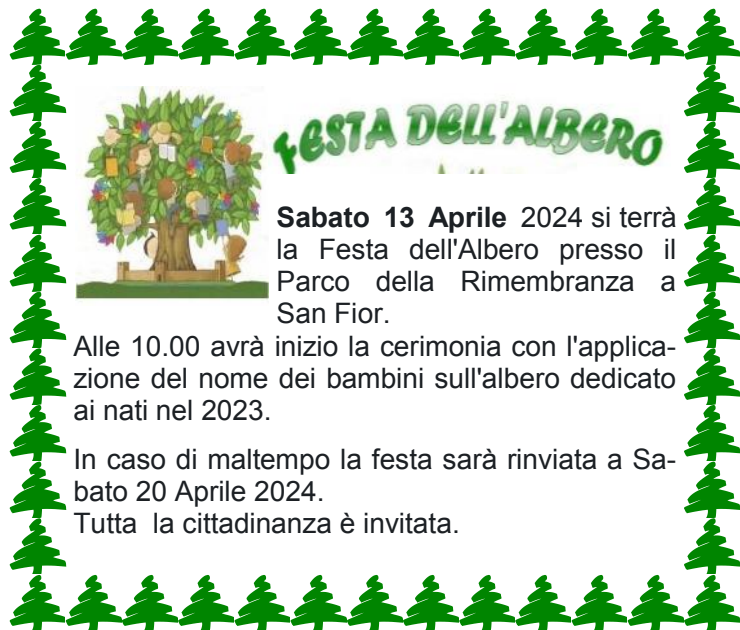 FESTA DELL'ALBERO
Sabato 13 Aprile 2024 si terrà
la Festa dell'Albero presso il
Parco della Rimembranza a
San Fior.
Alle 10.00 avrà inizio la cerimonia con l'applica-
zione del nome dei bambini sull'albero dedicato
ai nati nel 2023.
In caso di maltempo la festa sarà rinviata a Sa-
bato 20 Aprile 2024.
Tutta la cittadinanza è invitata.